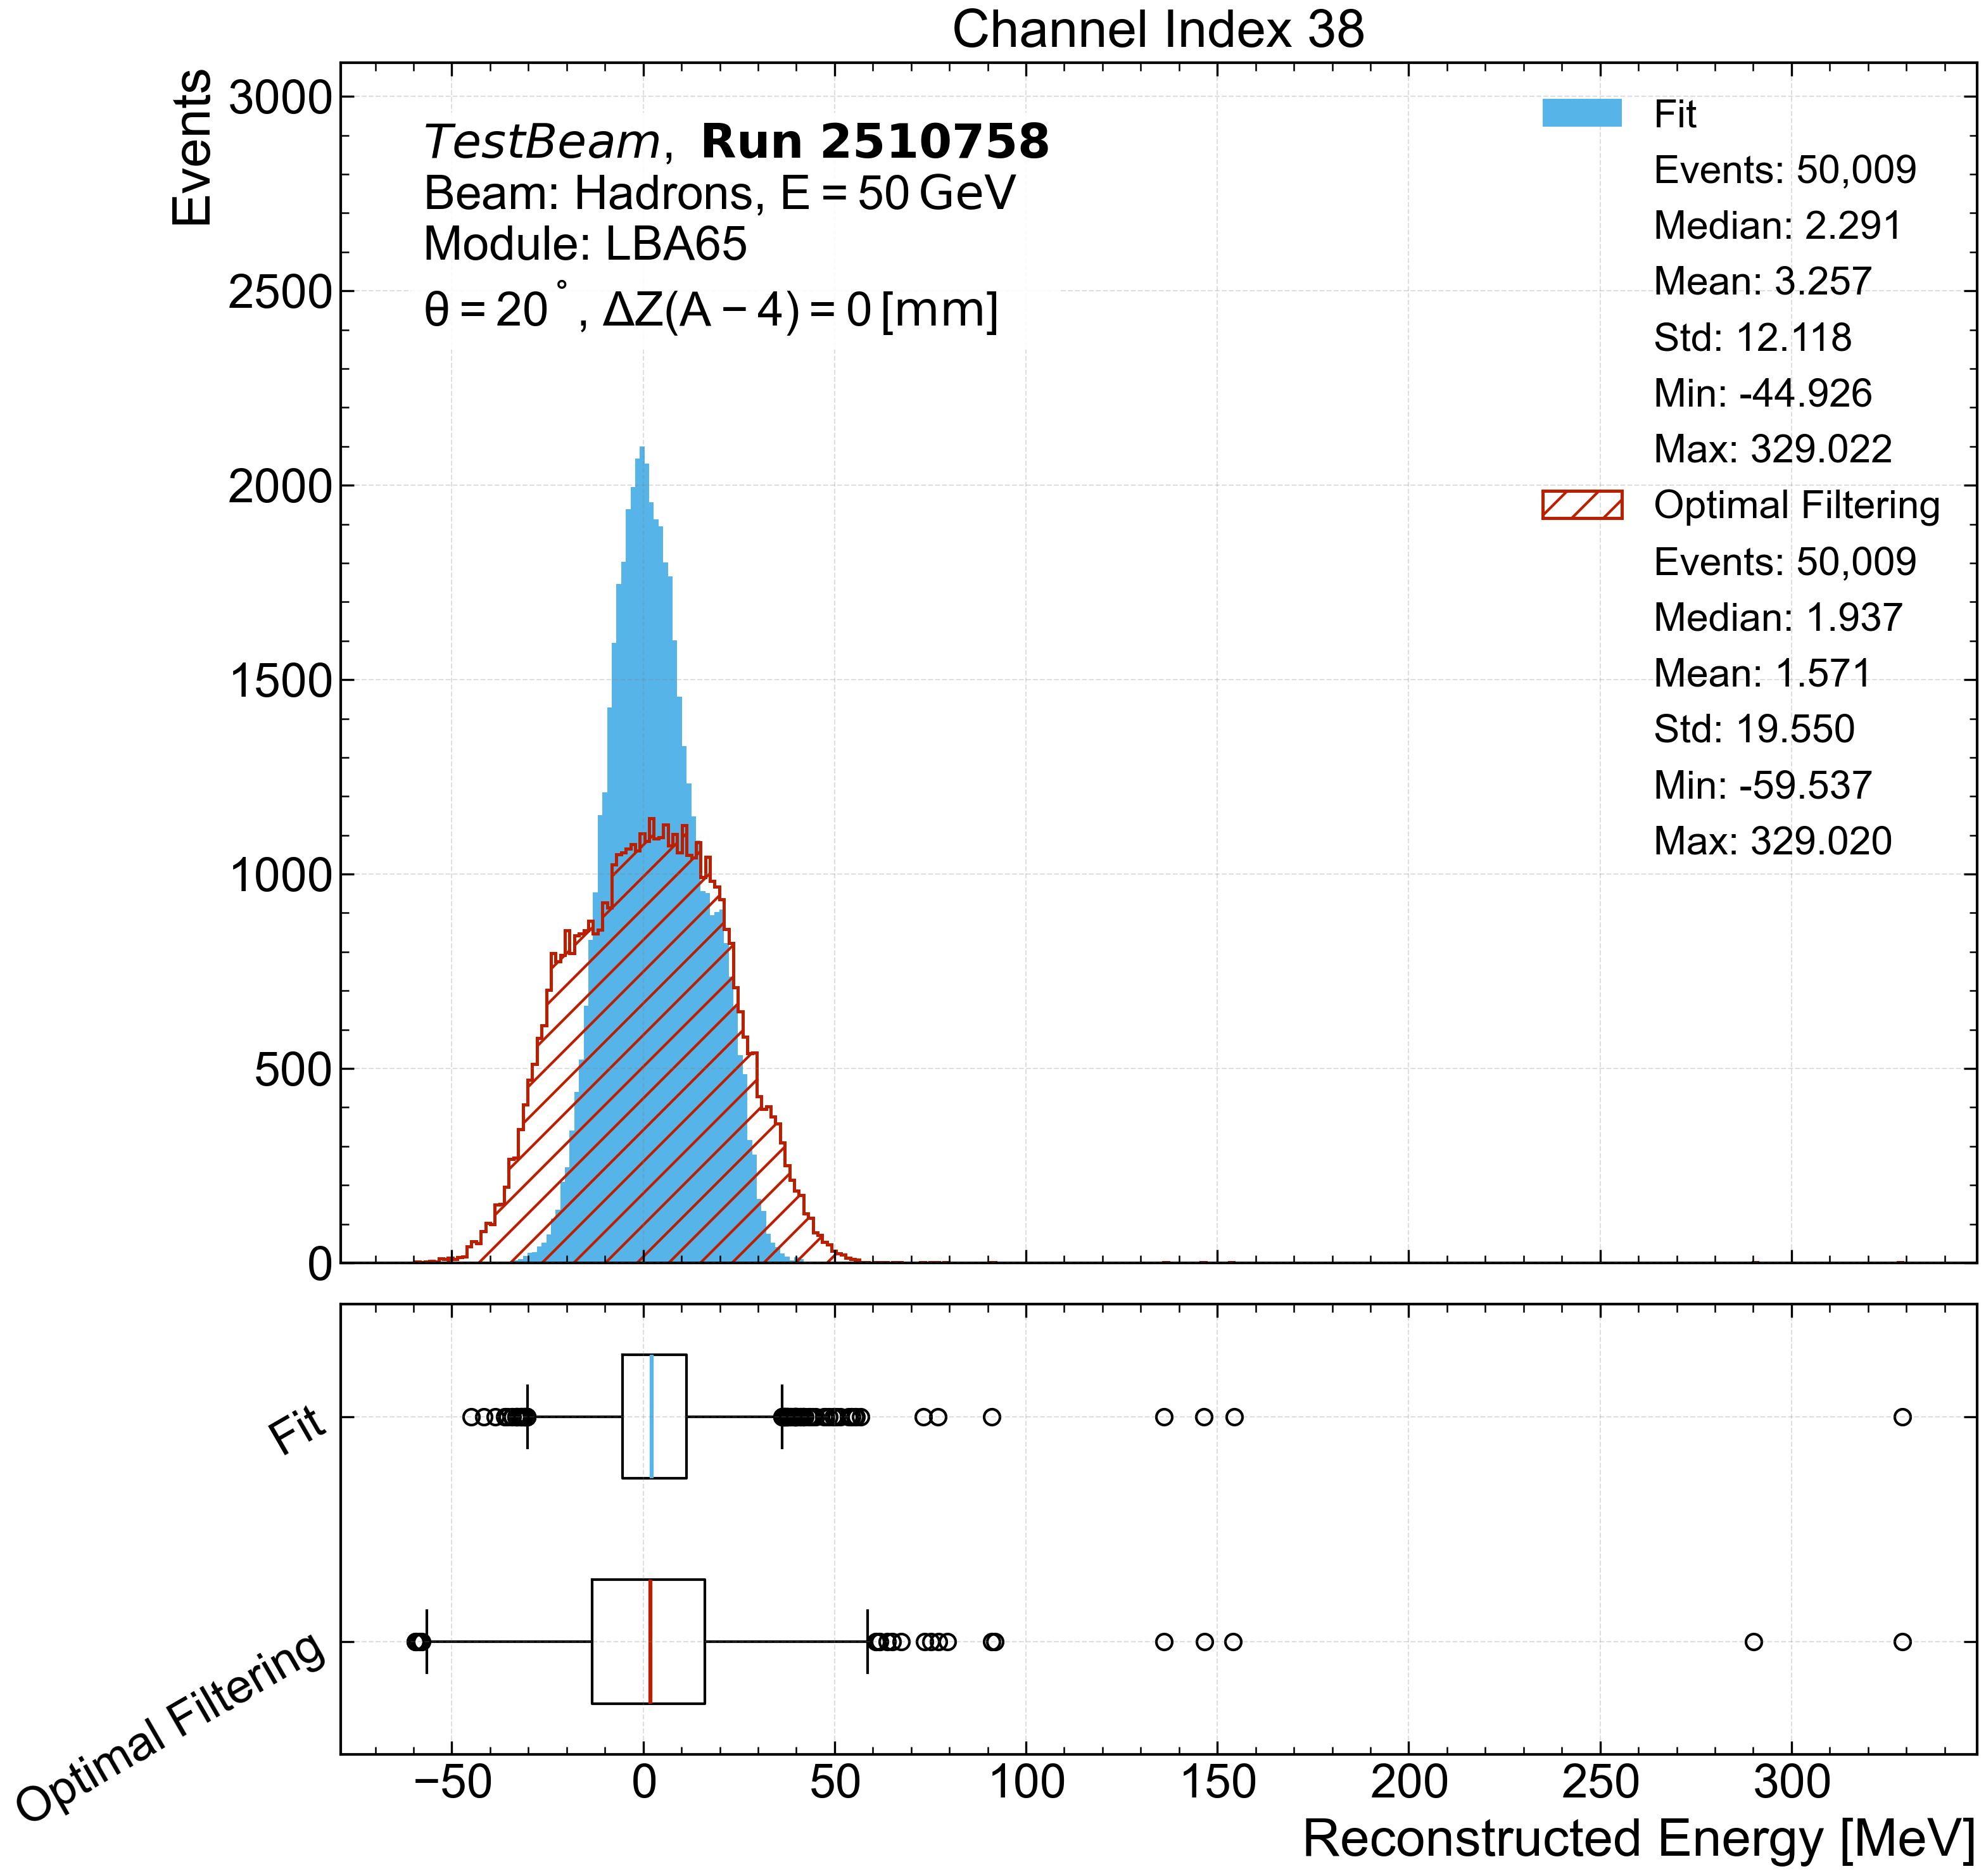 Channel Index 38
Events
3000
2500
2000
1500
1000
500
0
TestBeam, Run 2510758
Beam: Hadrons, E = 50 GeV
Module: LBA65
θ = 20°, ΔZ(A − 4) = 0 [mm]
Fit
Events: 50,009
Median: 2.291
Mean: 3.257
Std: 12.118
Min: -44.926
Max: 329.022
Optimal Filtering
Events: 50,009
Median: 1.937
Mean: 1.571
Std: 19.550
Min: -59.537
Max: 329.020
Fit
Optimal Filtering
−50 0 50 100 150 200 250 300
Reconstructed Energy [MeV]